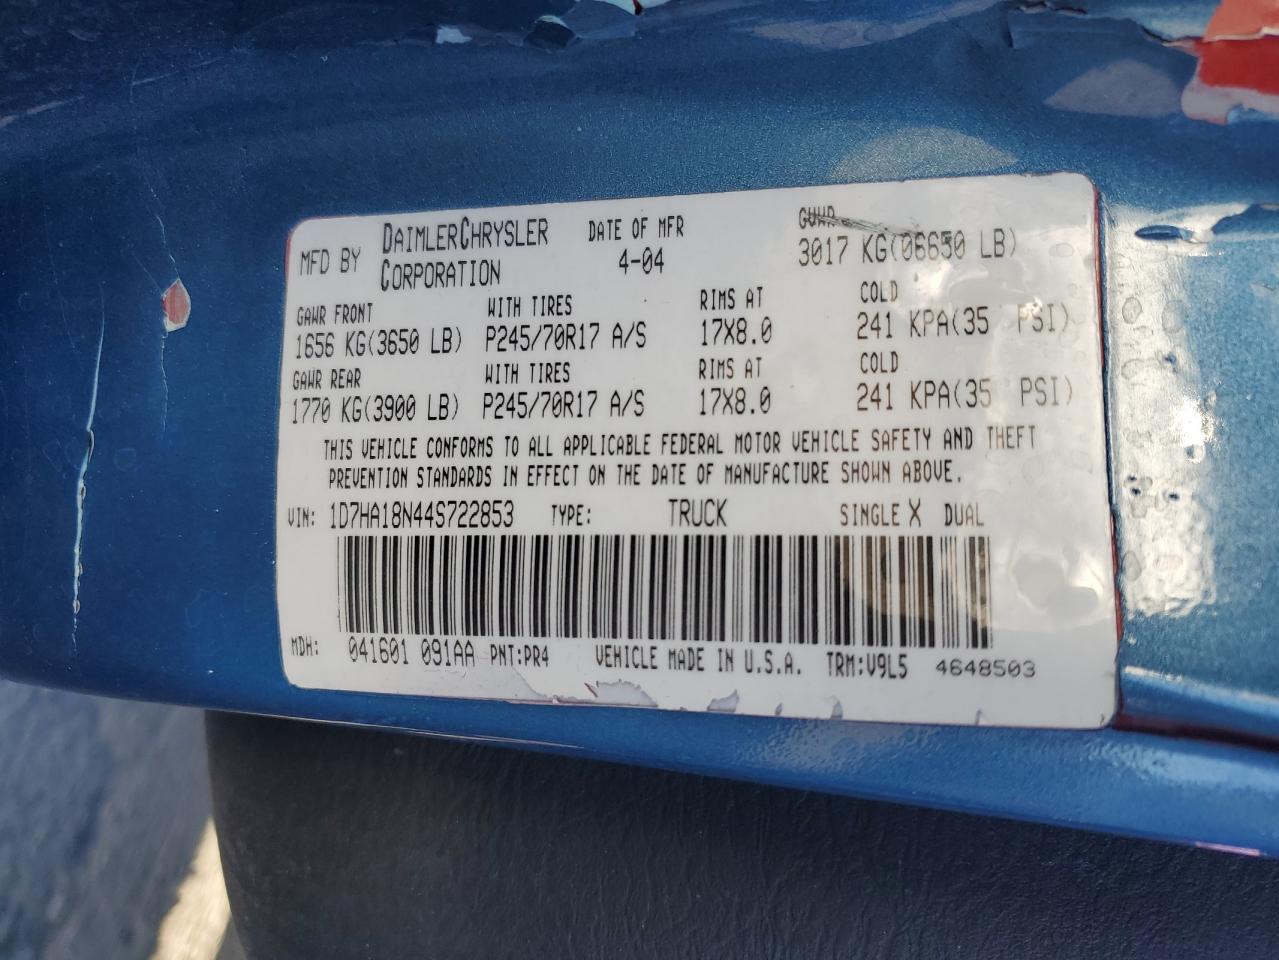 MFD BY DAIMLERCHRYSLER CORPORATION DATE OF MFR 4-04 GVWR 3017 KG(06650 LB)
GAWR FRONT WITH TIRES RIMS AT COLD
1656 KG(3650 LB) P245/70R17 A/S 17X8.0 241 KPA(35 PSI)
GAWR REAR WITH TIRES RIMS AT COLD
1770 KG(3900 LB) P245/70R17 A/S 17X8.0 241 KPA(35 PSI)
THIS VEHICLE CONFORMS TO ALL APPLICABLE FEDERAL MOTOR VEHICLE SAFETY AND THEFT
PREVENTION STANDARDS IN EFFECT ON THE DATE OF MANUFACTURE SHOWN ABOVE.
VIN: 1D7HA18N44S722853 TYPE: TRUCK SINGLE X DUAL
MDH: 041601 091AA PNT:PR4 VEHICLE MADE IN U.S.A. TRM:V9L5 4648503